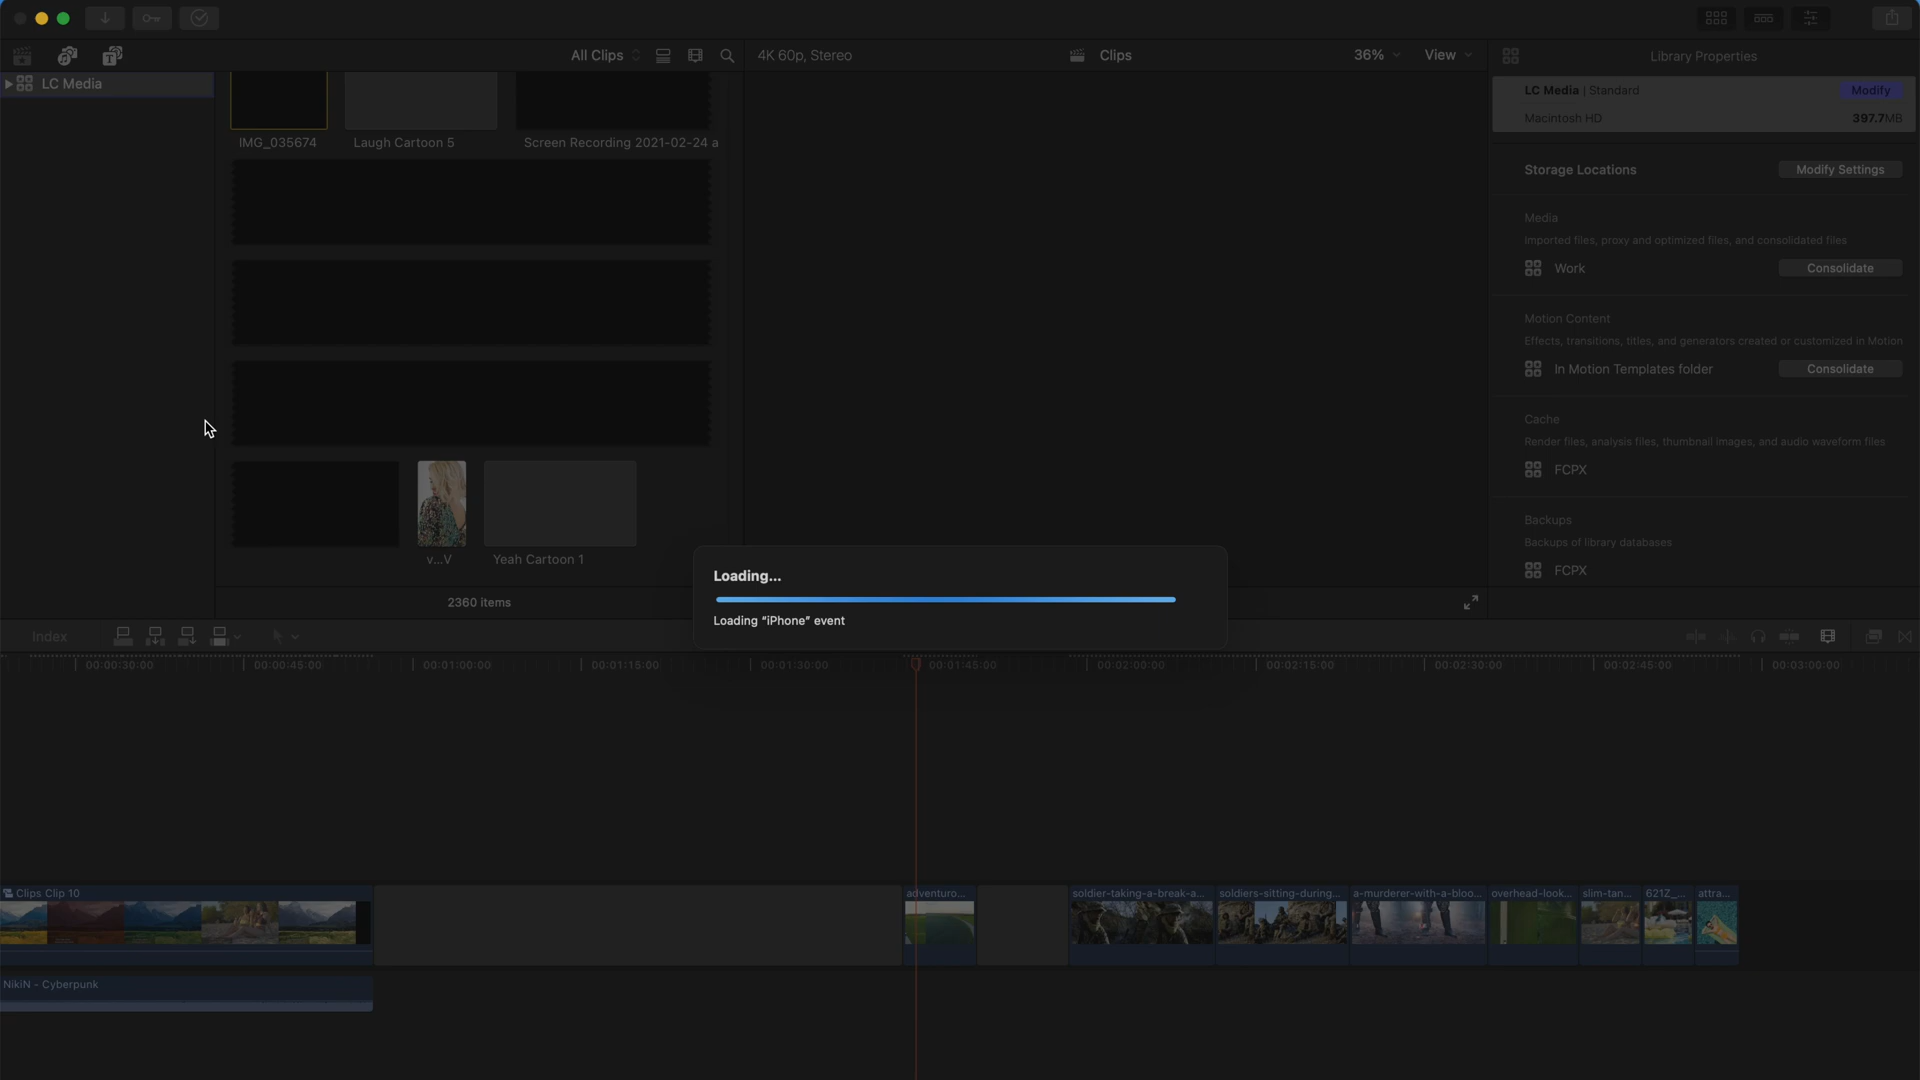 All Clips
4K 60p, Stereo
Clips
36%
View
Library Properties
LC Media
LC Media | Standard
Modify
Macintosh HD
397.7MB
IMG_035674
Laugh Cartoon 5
Screen Recording 2021-02-24 a
Storage Locations
Modify Settings
Media
Imported files, proxy and optimized files, and consolidated files
Work
Consolidate
Motion Content
Effects, transitions, titles, and generators created or customized in Motion
In Motion Templates folder
Consolidate
Cache
Render files, analysis files, thumbnail images, and audio waveform files
FCPX
Backups
Backups of library databases
FCPX
v...V
Yeah Cartoon 1
2360 items
Loading...
Loading “iPhone” event
Index
00:00:30:00
00:00:45:00
00:01:00:00
00:01:15:00
00:01:30:00
00:01:45:00
00:02:00:00
00:02:15:00
00:02:30:00
00:02:45:00
00:03:00:00
Clips Clip 10
adventuro...
soldier-taking-a-break-a...
soldiers-sitting-during...
a-murderer-with-a-bloo...
overhead-look...
slim-tan...
621Z_...
attra...
NikiN - Cyberpunk